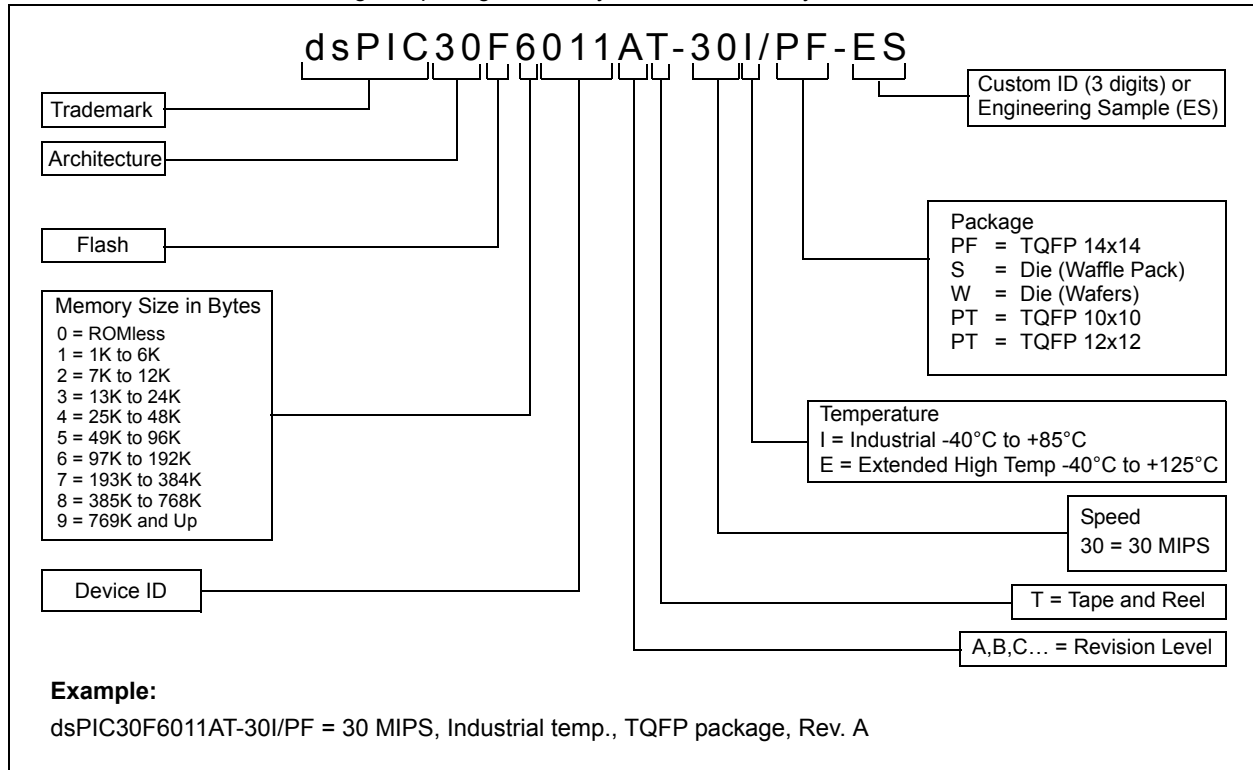 dsPIC30F6011AT-30I/PF-ES
Trademark
Architecture
Flash
Memory Size in Bytes
0 = ROMless
1 = 1K to 6K
2 = 7K to 12K
3 = 13K to 24K
4 = 25K to 48K
5 = 49K to 96K
6 = 97K to 192K
7 = 193K to 384K
8 = 385K to 768K
9 = 769K and Up
Device ID
Custom ID (3 digits) or
Engineering Sample (ES)
Package
PF = TQFP 14x14
S = Die (Waffle Pack)
W = Die (Wafers)
PT = TQFP 10x10
PT = TQFP 12x12
Temperature
I = Industrial -40°C to +85°C
E = Extended High Temp -40°C to +125°C
Speed
30 = 30 MIPS
T = Tape and Reel
A,B,C… = Revision Level
Example:
dsPIC30F6011AT-30I/PF = 30 MIPS, Industrial temp., TQFP package, Rev. A